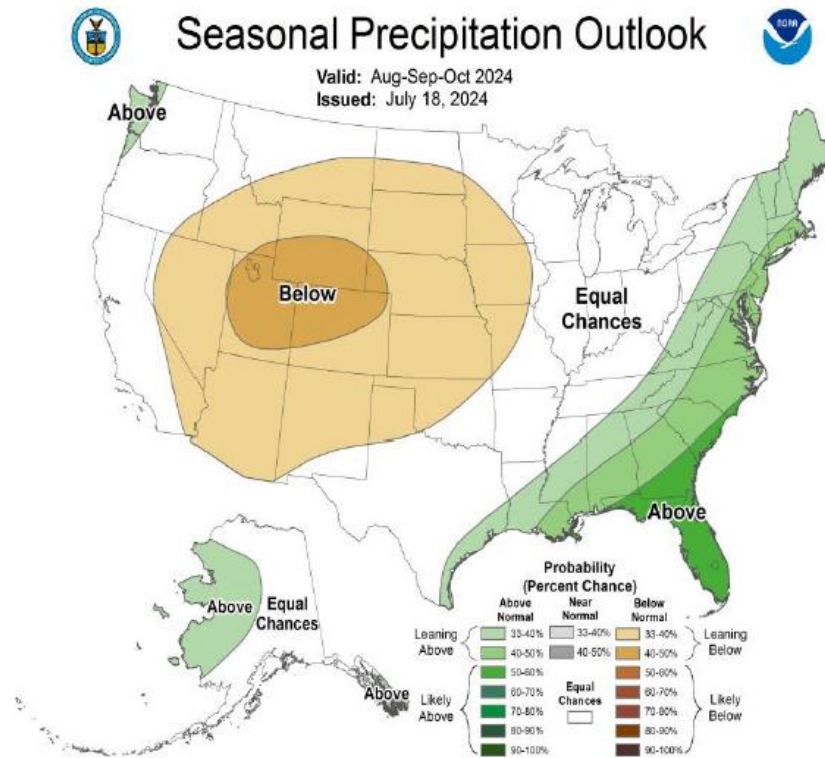 Seasonal Precipitation Outlook
NOAA
Valid: Aug-Sep-Oct 2024
Issued: July 18, 2024
Above
Below
Equal
Chances
Above
Above
Equal
Chances
Above
Probability
(Percent Chance)
Above Normal
Near Normal
Below Normal
Leaning Above
33-40%
40-50%
33-40%
40-50%
33-40%
40-50%
Leaning Below
Likely Above
50-60%
60-70%
70-80%
80-90%
90-100%
Equal Chances
50-60%
60-70%
70-80%
80-90%
90-100%
Likely Below